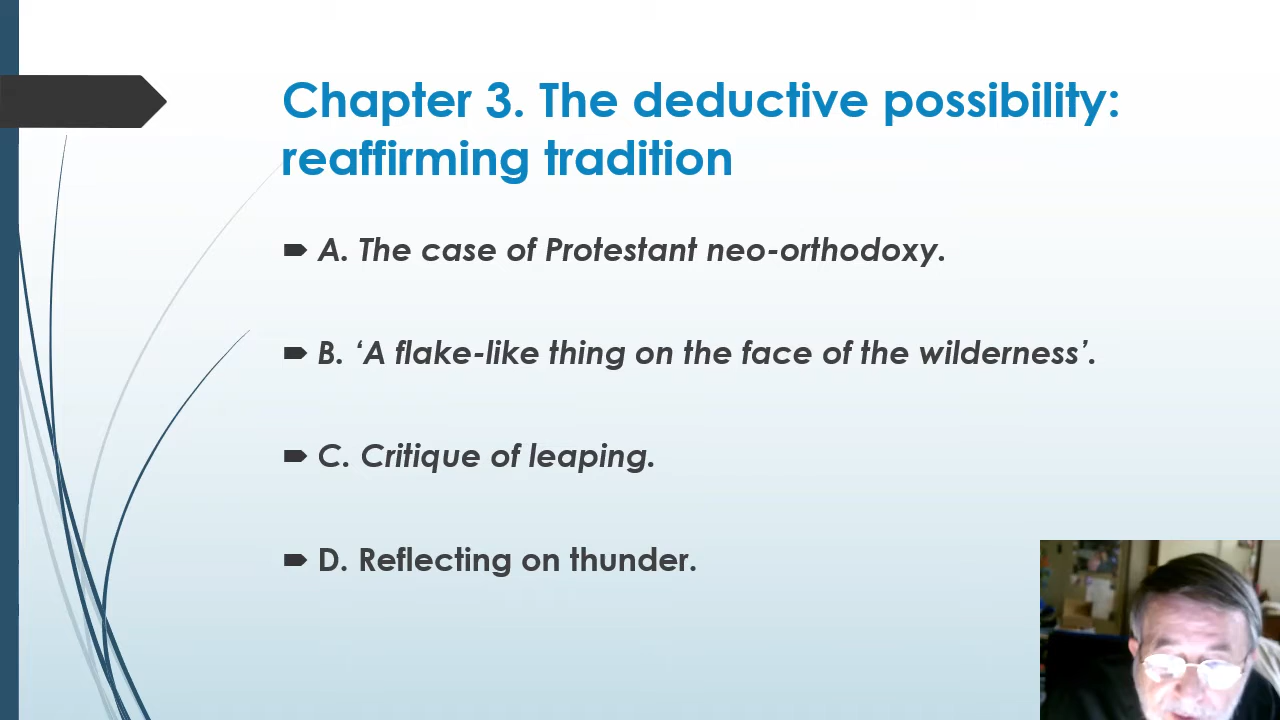 Chapter 3. The deductive possibility:
reaffirming tradition
A. The case of Protestant neo-orthodoxy.
B. ‘A flake-like thing on the face of the wilderness’.
C. Critique of leaping.
D. Reflecting on thunder.